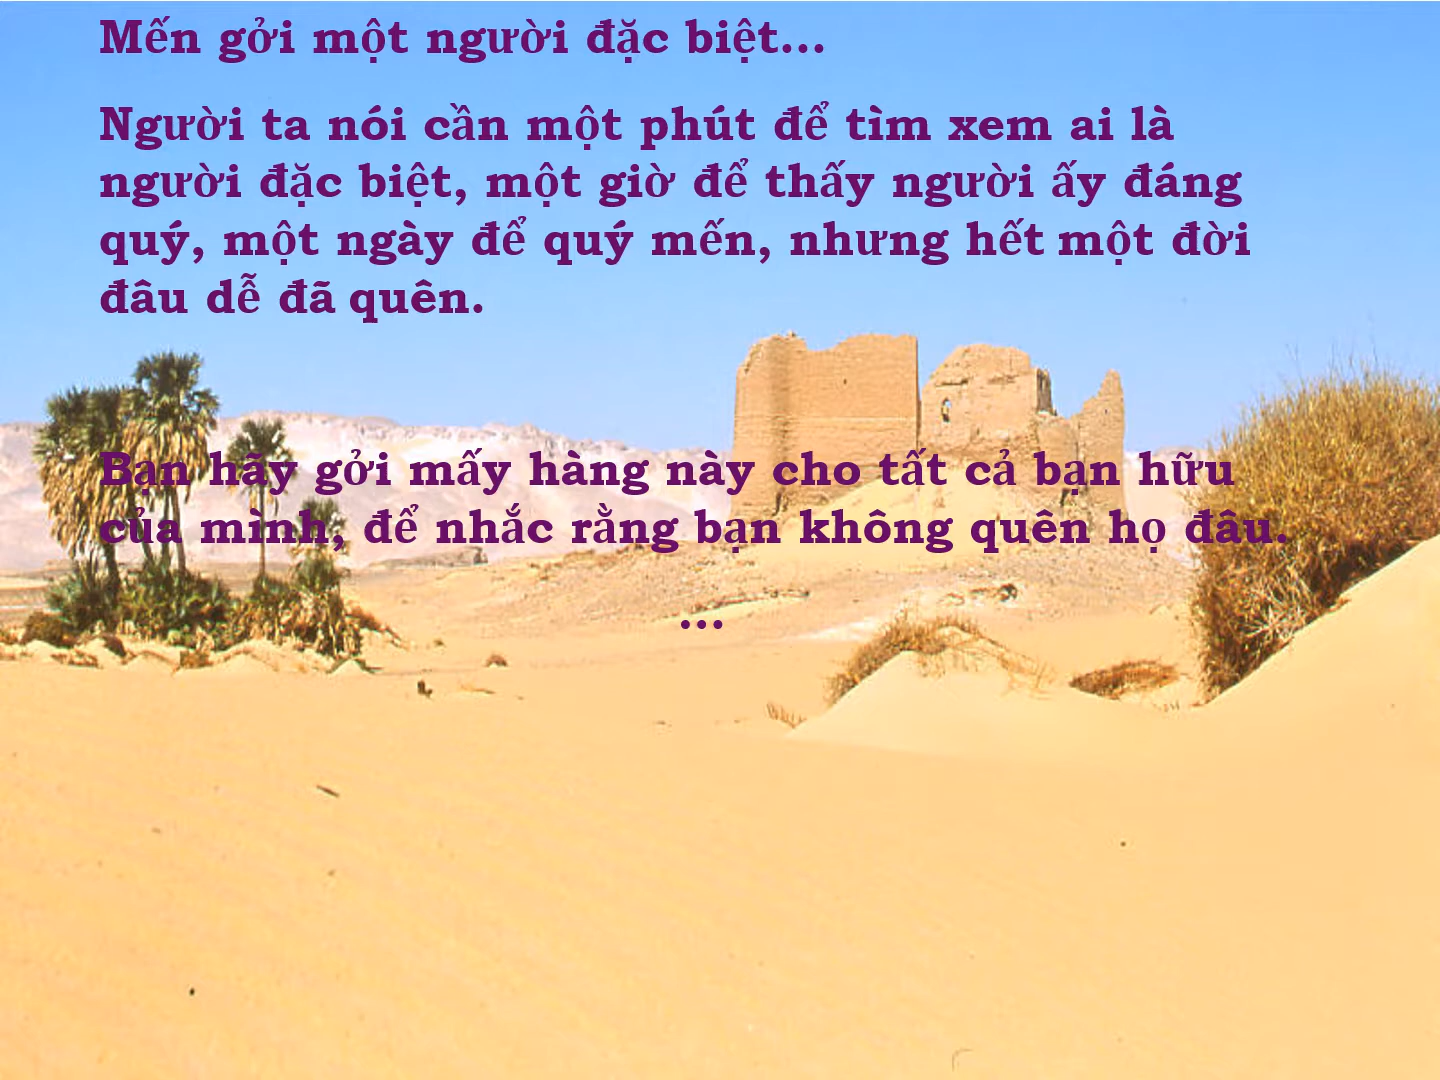 Mến gởi một người đặc biệt...
Người ta nói cần một phút để tìm xem ai là
người đặc biệt, một giờ để thấy người ấy đáng
quý, một ngày để quý mến, nhưng hết một đời
đâu dễ đã quên.
Bạn hãy gởi mấy hàng này cho tất cả bạn hữu
của mình, để nhắc rằng bạn không quên họ đâu.
...